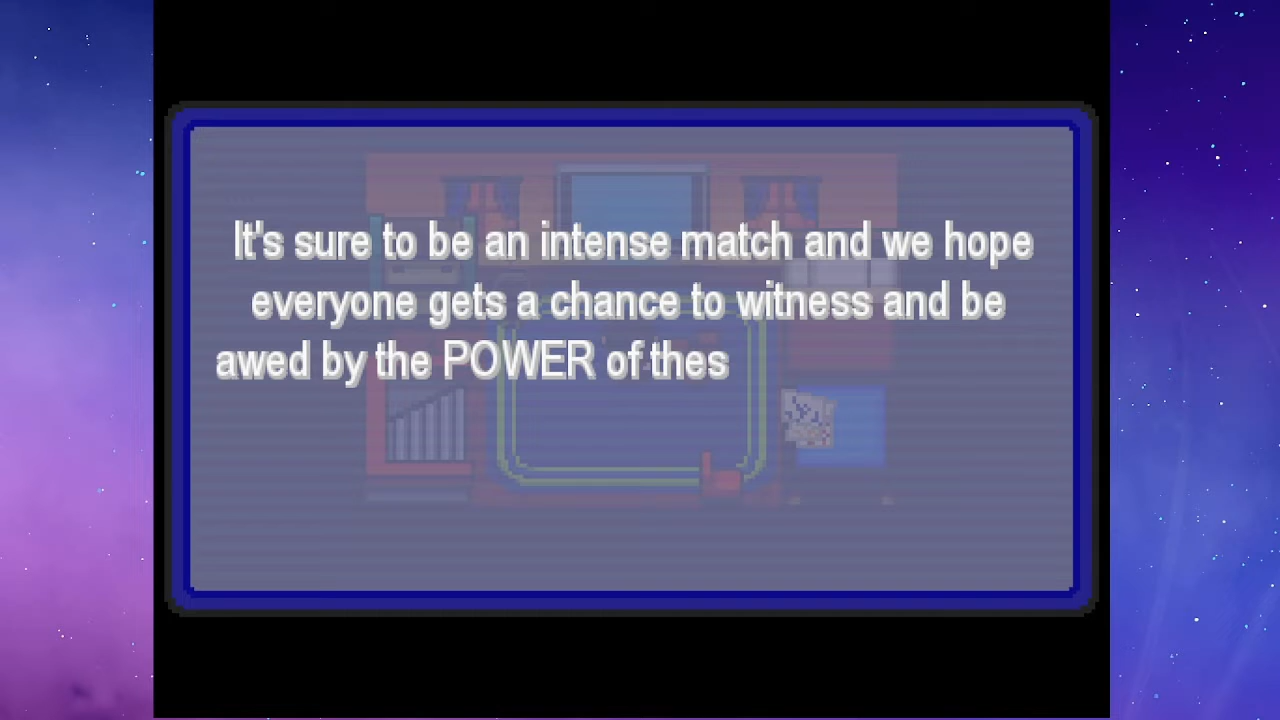 It's sure to be an intense match and we hope
everyone gets a chance to witness and be
awed by the POWER of thes